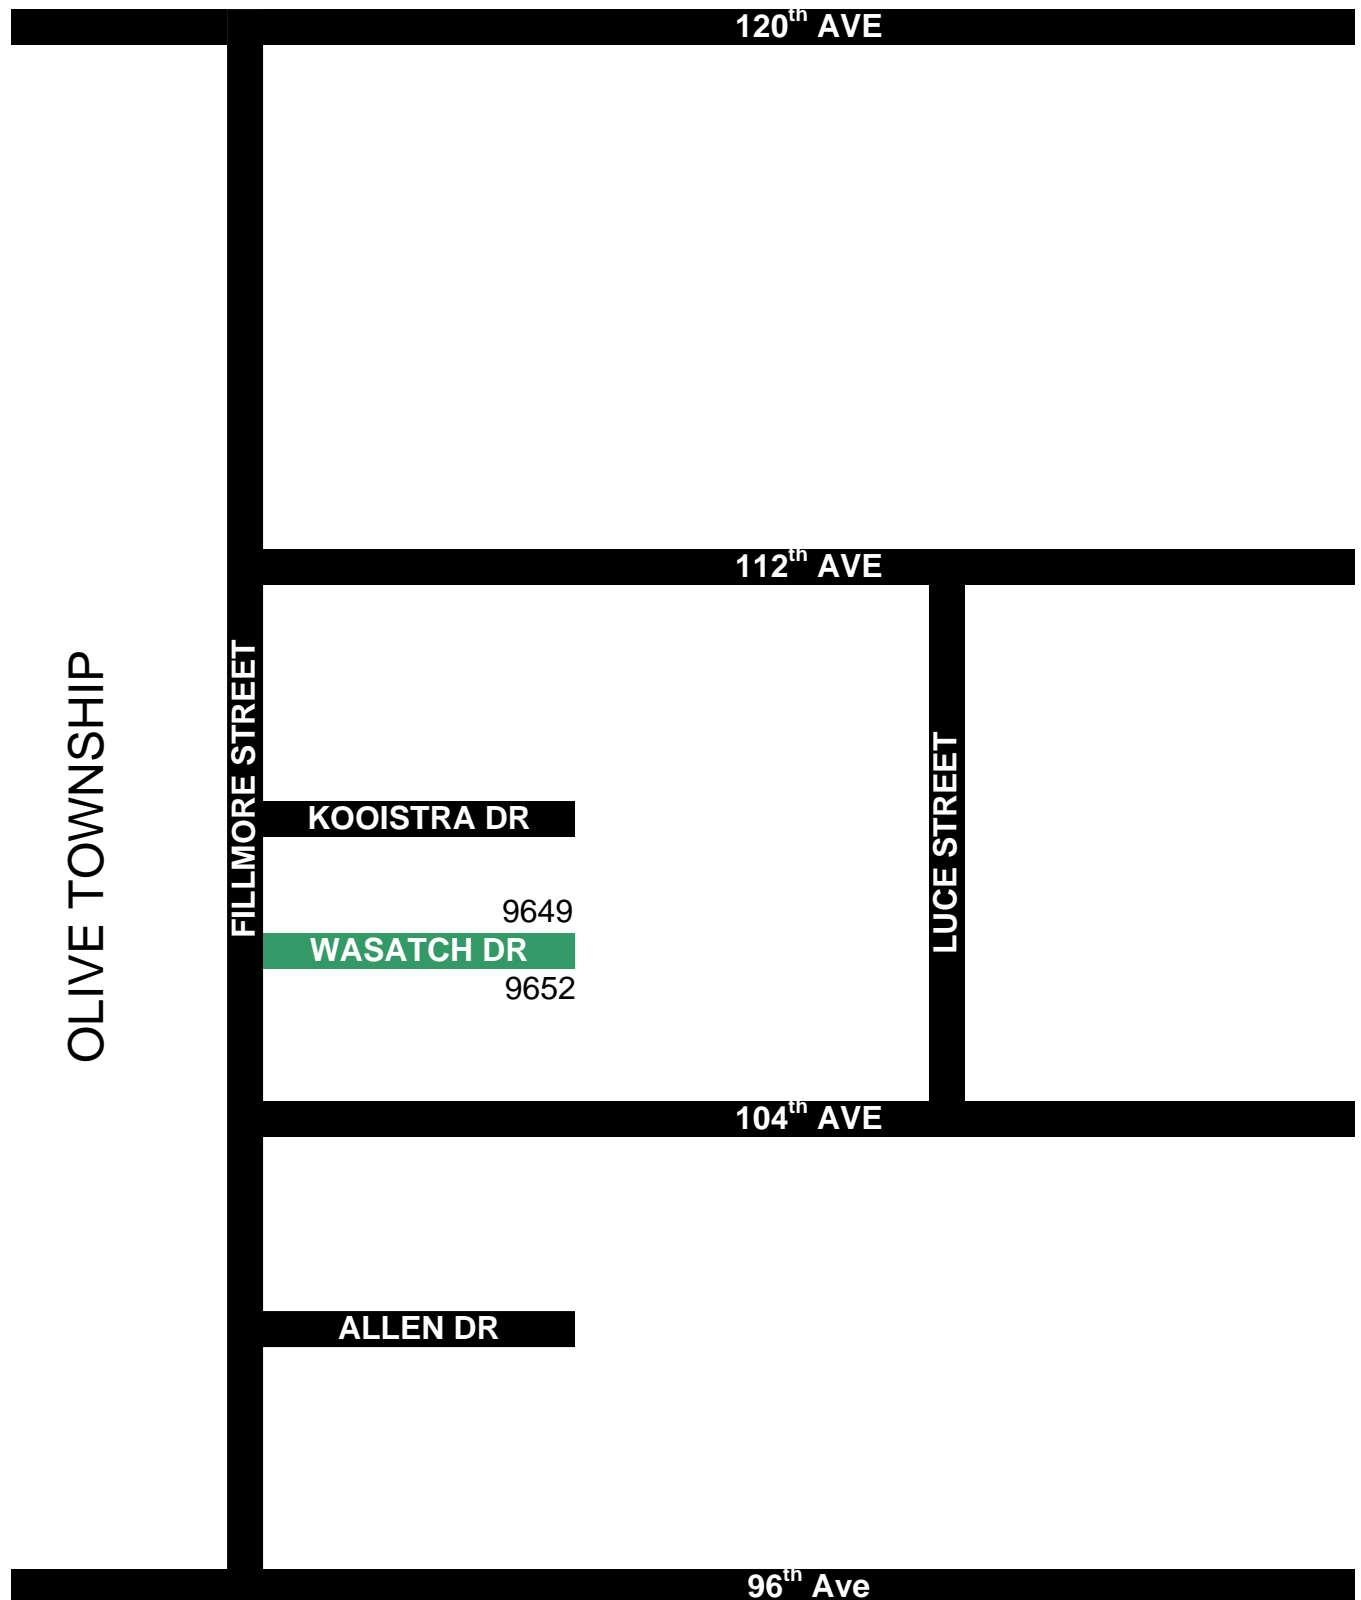 120th AVE
112th AVE
OLIVE TOWNSHIP
FILLMORE STREET
LUCE STREET
KOOISTRA DR
9649
WASATCH DR
9652
104th AVE
ALLEN DR
96th Ave